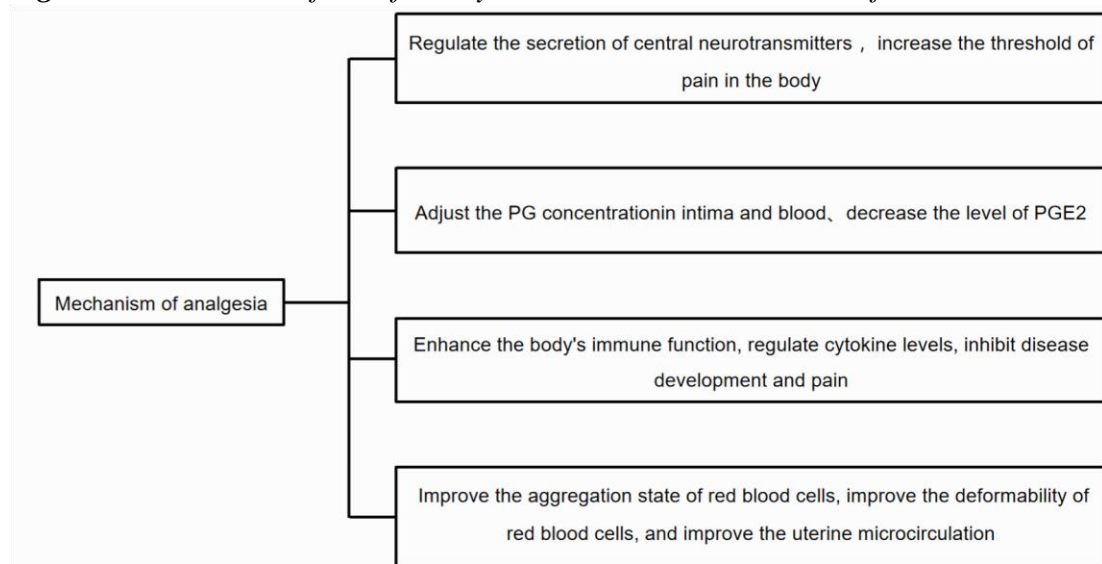 Regulate the secretion of central neurotransmitters , increase the threshold of
pain in the body
Adjust the PG concentrationin intima and blood、decrease the level of PGE2
Mechanism of analgesia
Enhance the body's immune function, regulate cytokine levels, inhibit disease
development and pain
Improve the aggregation state of red blood cells, improve the deformability of
red blood cells, and improve the uterine microcirculation